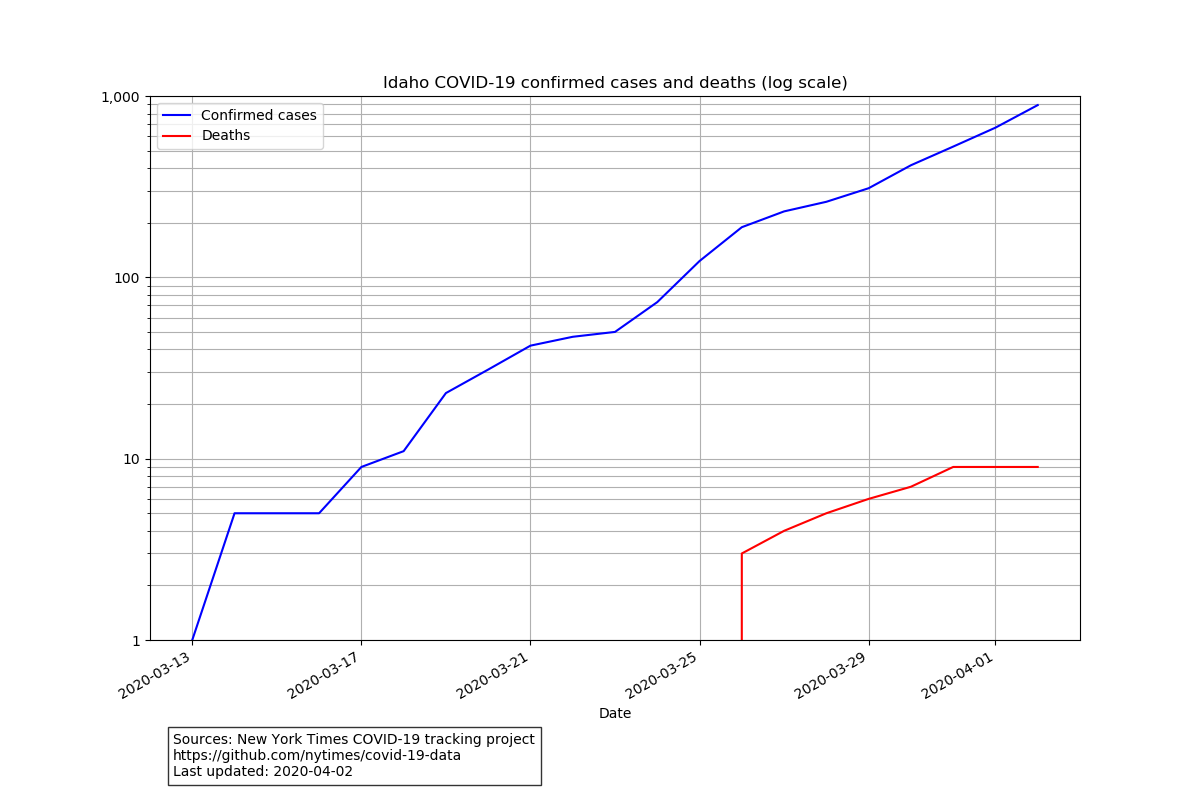 Idaho COVID-19 confirmed cases and deaths (log scale)
1,000
100
10
1
Confirmed cases
Deaths
2020-03-13
2020-03-17
2020-03-21
2020-03-25
2020-03-29
2020-04-01
Date
Sources: New York Times COVID-19 tracking project
https://github.com/nytimes/covid-19-data
Last updated: 2020-04-02